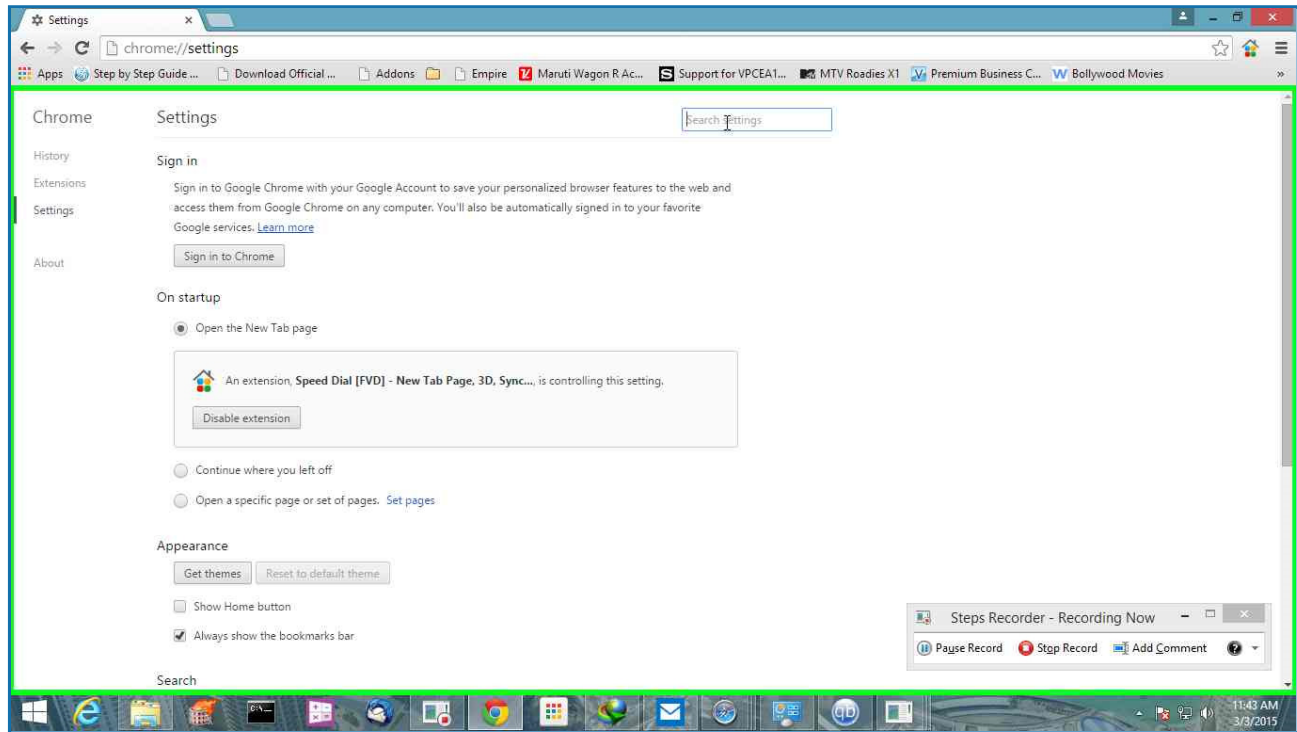 Settings
chrome://settings
Apps Step by Step Guide ... Download Official ... Addons Empire Maruti Wagon R Ac... Support for VPCEA1... MTV Roadies X1 Premium Business C... Bollywood Movies »
Chrome
History
Extensions
Settings
About
Settings
Search settings
Sign in
Sign in to Google Chrome with your Google Account to save your personalized browser features to the web and
access them from Google Chrome on any computer. You'll also be automatically signed in to your favorite
Google services. Learn more
Sign in to Chrome
On startup
Open the New Tab page
An extension, Speed Dial [FVD] - New Tab Page, 3D, Sync..., is controlling this setting.
Disable extension
Continue where you left off
Open a specific page or set of pages. Set pages
Appearance
Get themes Reset to default theme
Show Home button
Always show the bookmarks bar
Search
Steps Recorder - Recording Now
Pause Record Stop Record Add Comment
C:\_
qb
11:43 AM
3/3/2015